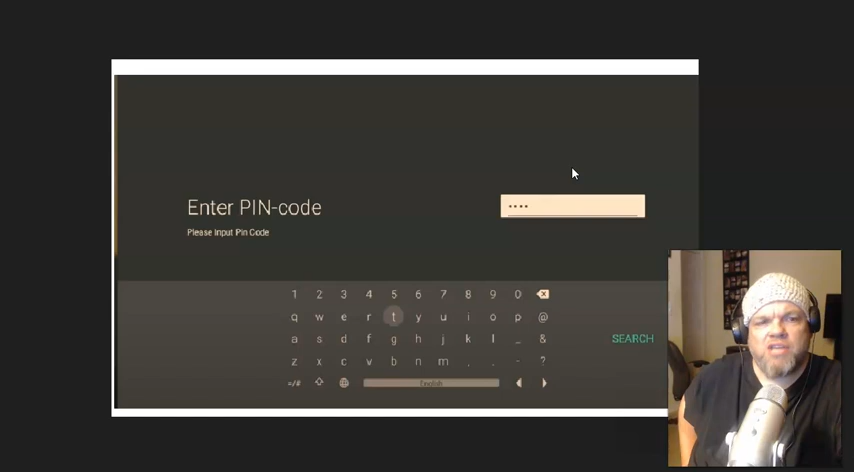 Enter PIN-code
Please Input Pin Code
••••
1 2 3 4 5 6 7 8 9 0
q w e r t y u i o p @
a s d f g h j k l _ &
SEARCH
z x c v b n m , . - ?
=/# English